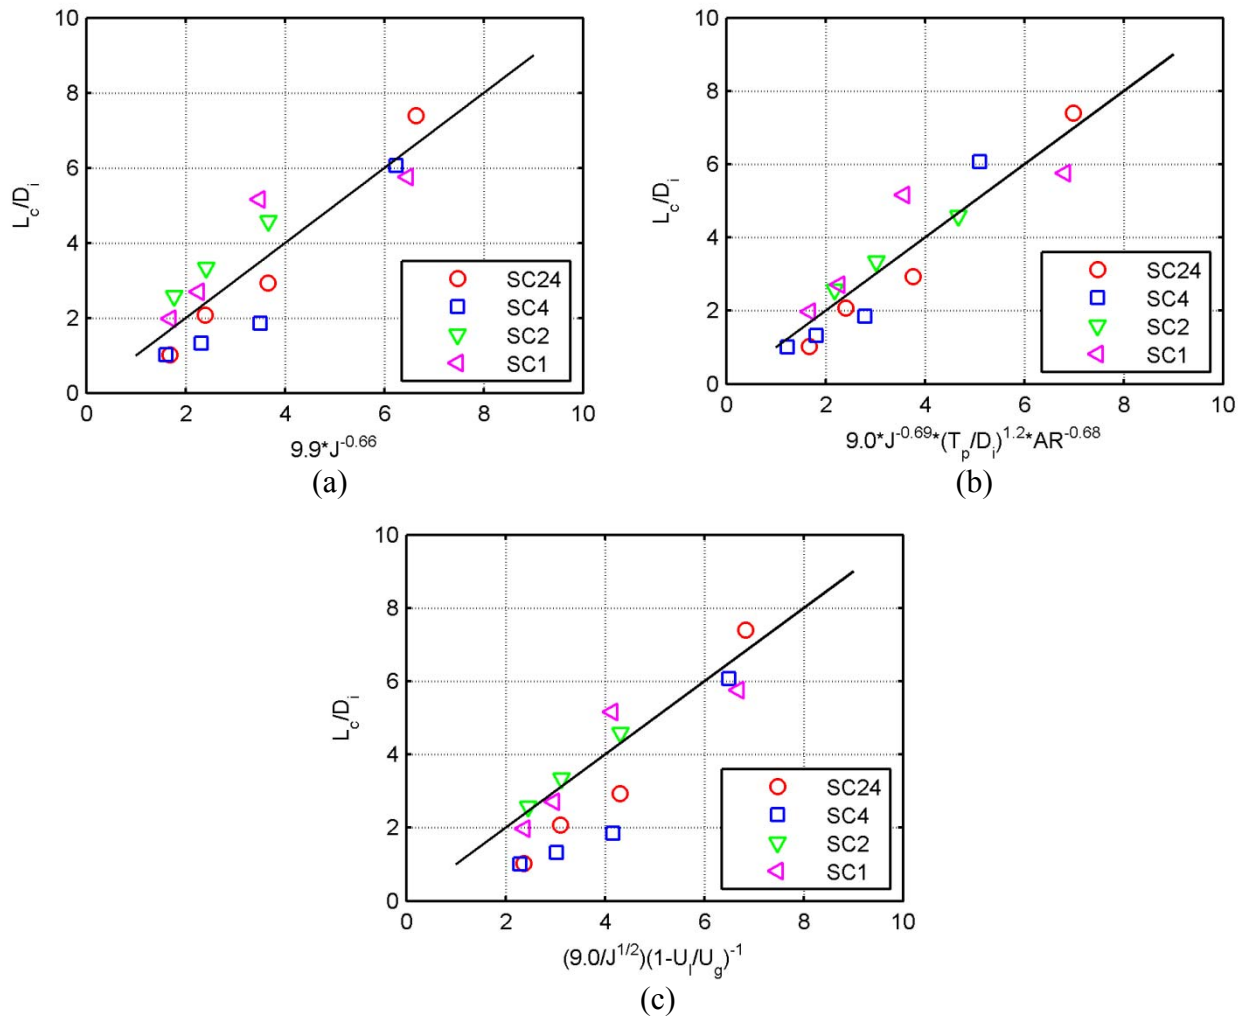 10
8
6
4
2
0
L_c/D_i
0 2 4 6 8 10
9.9*J^-0.66
SC24
SC4
SC2
SC1
(a)
10
8
6
4
2
0
L_c/D_i
0 2 4 6 8 10
9.0*J^-0.69*(T_p/D_i)^1.2*AR^-0.68
SC24
SC4
SC2
SC1
(b)
10
8
6
4
2
0
L_c/D_i
0 2 4 6 8 10
(9.0/J^1/2)(1-U_l/U_g)^-1
SC24
SC4
SC2
SC1
(c)